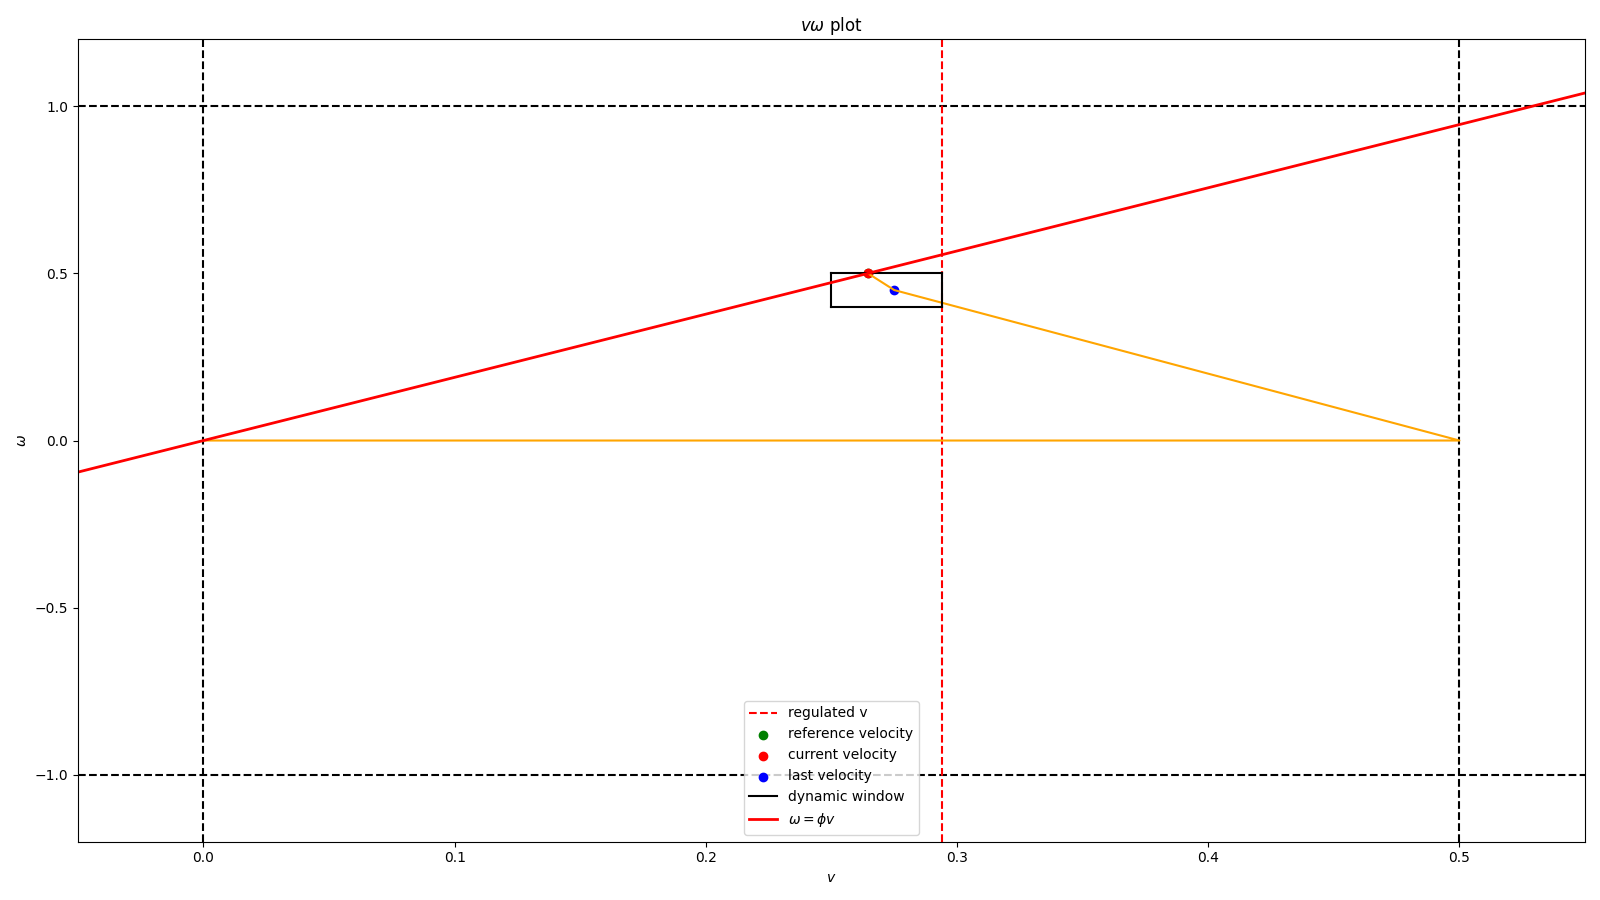 vω plot
1.0
0.5
0.0
−0.5
−1.0
ω
regulated v
reference velocity
current velocity
last velocity
dynamic window
ω = ϕv
0.0 0.1 0.2 0.3 0.4 0.5
v